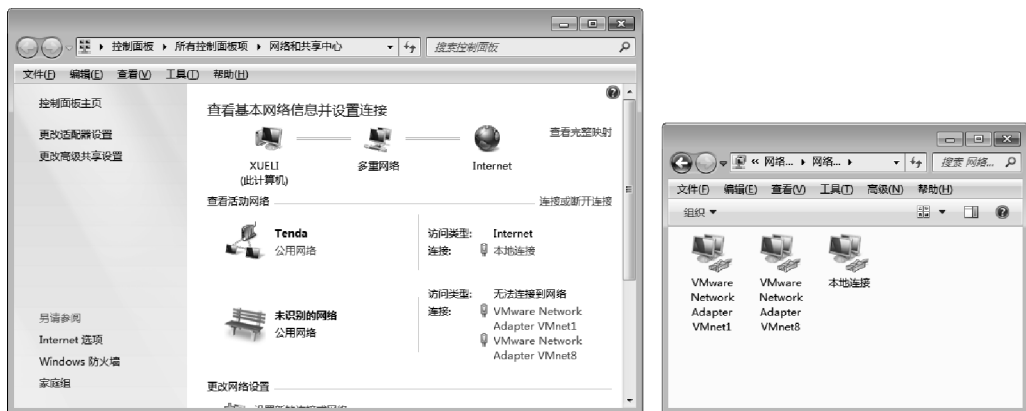 控制面板 ▸ 所有控制面板项 ▸ 网络和共享中心
搜索控制面板
文件(F) 编辑(E) 查看(V) 工具(T) 帮助(H)
控制面板主页
更改适配器设置
更改高级共享设置
另请参阅
Internet 选项
Windows 防火墙
家庭组
查看基本网络信息并设置连接
查看完整映射
XUELI
(此计算机)
多重网络
Internet
查看活动网络
连接或断开连接
Tenda
公用网络
访问类型: Internet
连接: 本地连接
未识别的网络
公用网络
访问类型: 无法连接到网络
连接: VMware Network
Adapter VMnet1
VMware Network
Adapter VMnet8
更改网络设置
« 网络... ▸ 网络... ▸
搜索 网络...
文件(F) 编辑(E) 查看(V) 工具(T) 高级(N) 帮助(H)
组织
VMware
Network
Adapter
VMnet1
VMware
Network
Adapter
VMnet8
本地连接